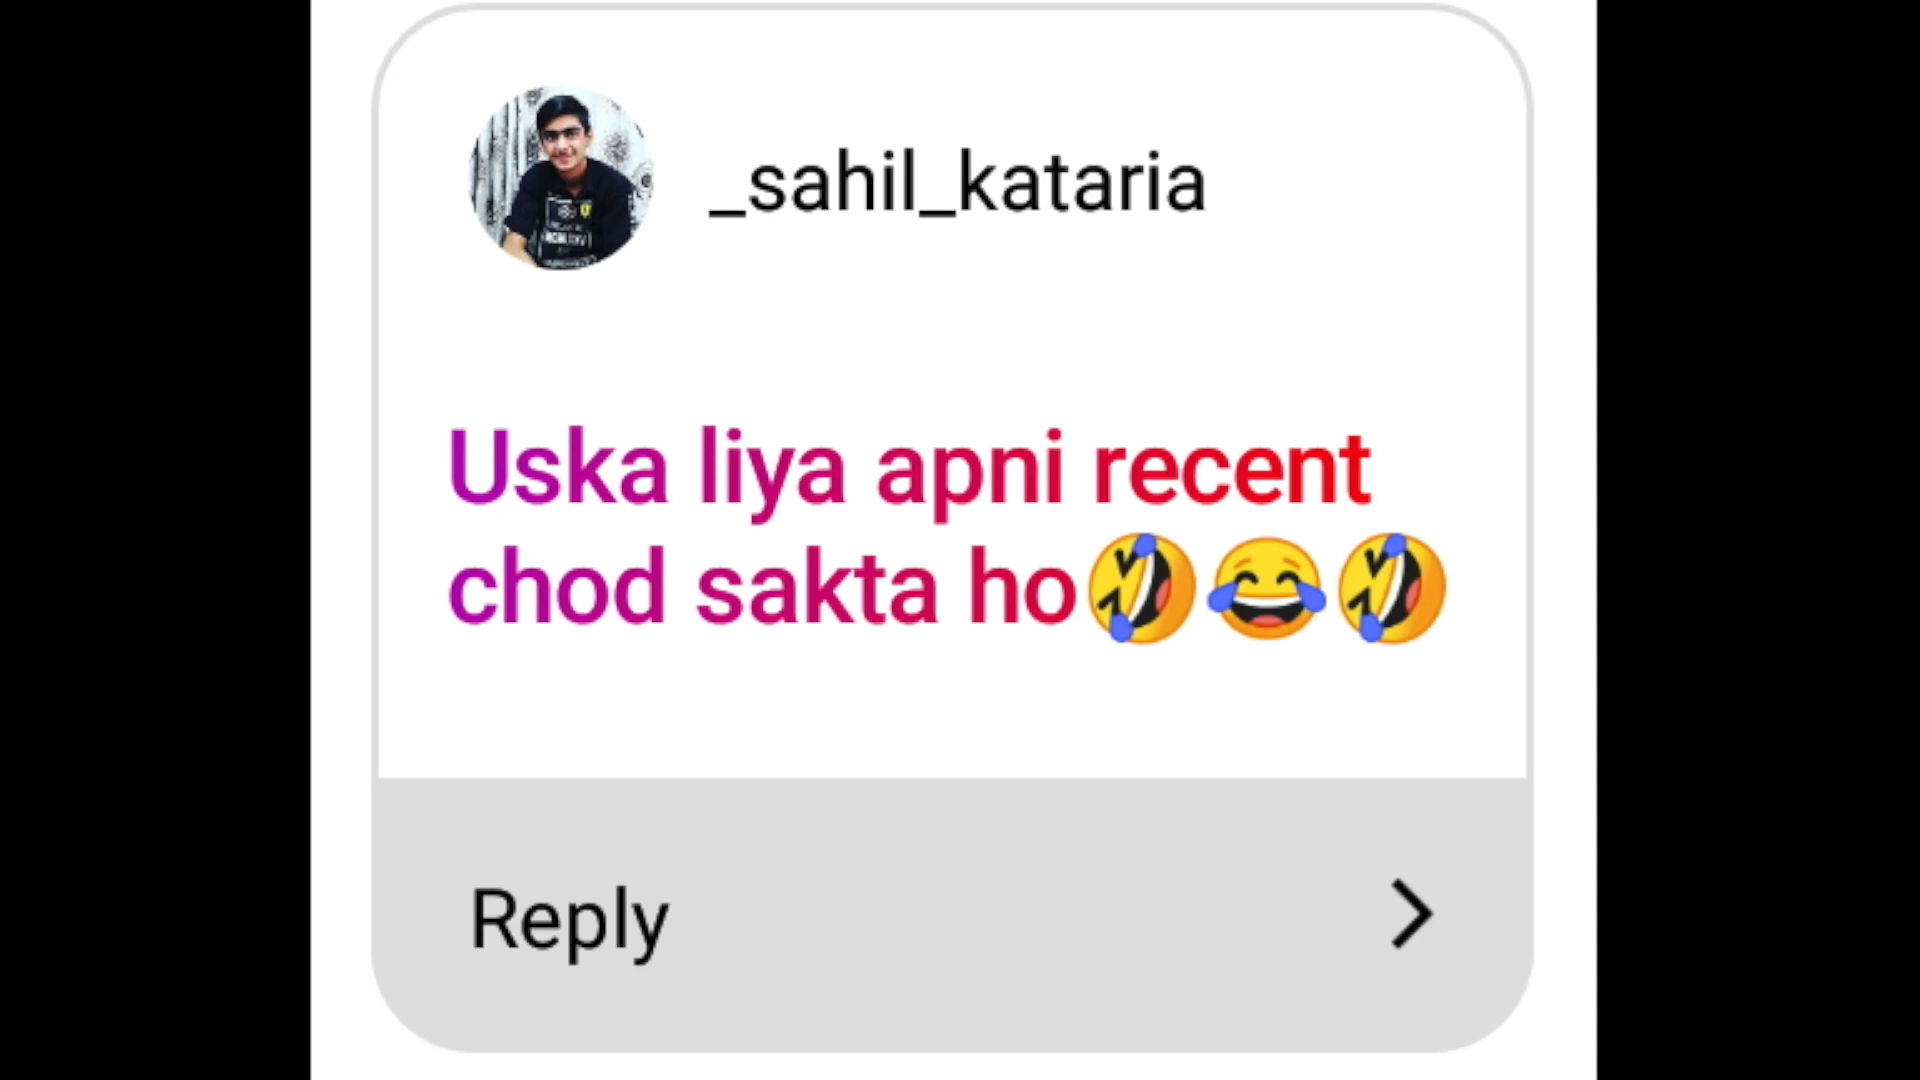 _sahil_kataria
Uska liya apni recent
chod sakta ho🤣😂🤣
Reply